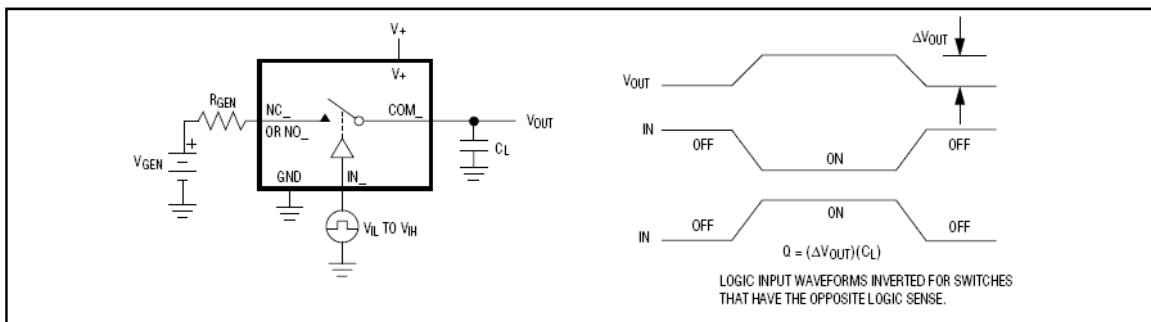 V+
V+
RGEN
NC_
OR NO_
COM_
VOUT
VGEN
+
CL
GND
IN_
VIL TO VIH
ΔVOUT
VOUT
IN
OFF
ON
OFF
IN
OFF
ON
OFF
Q = (ΔVOUT)(CL)
LOGIC INPUT WAVEFORMS INVERTED FOR SWITCHES
THAT HAVE THE OPPOSITE LOGIC SENSE.